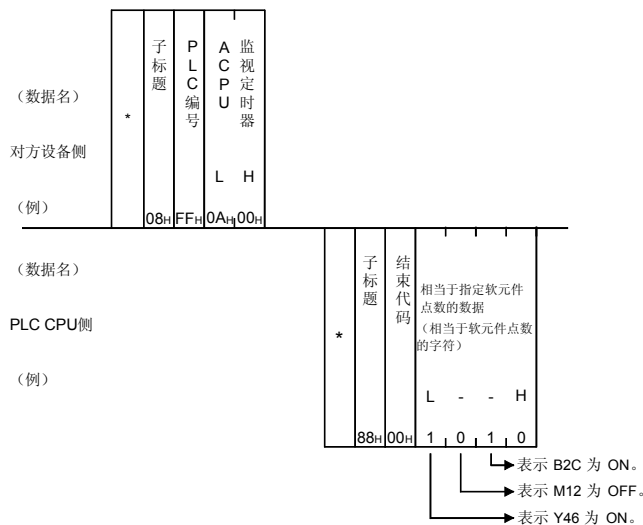 （数据名）
对方设备侧
（例）
*
子标题
PLC编号
ACPU 监视定时器
L H
08H FFH 0AH 00H
（数据名）
PLC CPU侧
（例）
*
子标题
结束代码
相当于指定软元件
点数的数据
（相当于软元件点数
的字符）
L - - H
88H 00H 1 0 1 0
表示 B2C 为 ON。
表示 M12 为 OFF。
表示 Y46 为 ON。